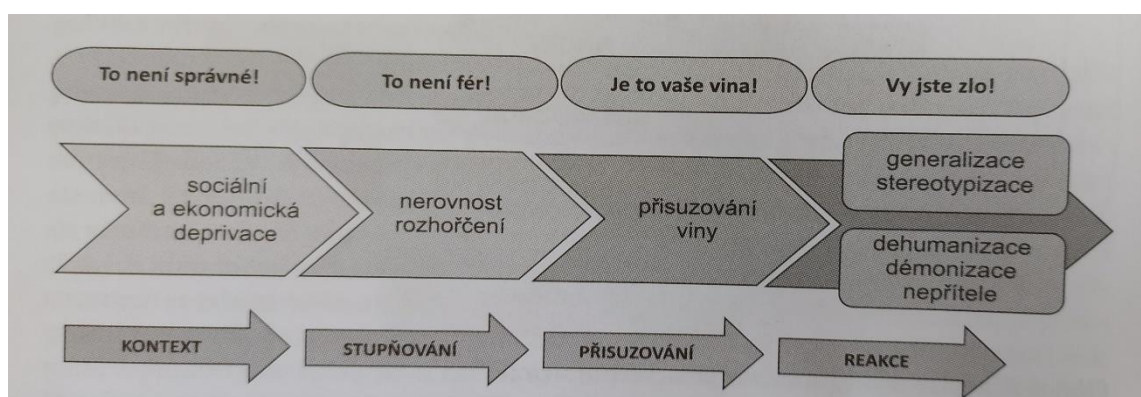 To není správné!
To není fér!
Je to vaše vina!
Vy jste zlo!
sociální
a ekonomická
deprivace
nerovnost
rozhořčení
přisuzování
viny
generalizace
stereotypizace
dehumanizace
démonizace
nepřítele
KONTEXT
STUPŇOVÁNÍ
PŘISUZOVÁNÍ
REAKCE